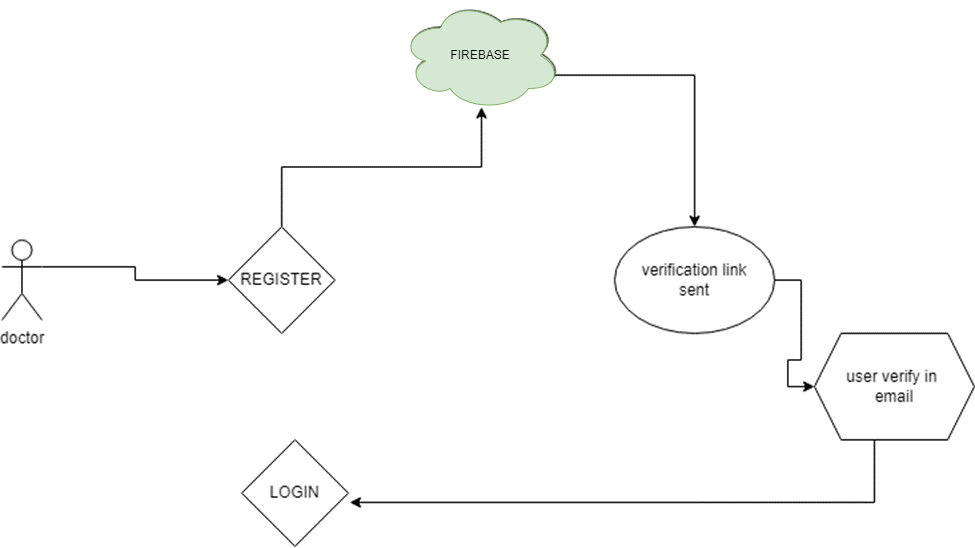 FIREBASE
REGISTER
doctor
verification link
sent
user verify in
email
LOGIN